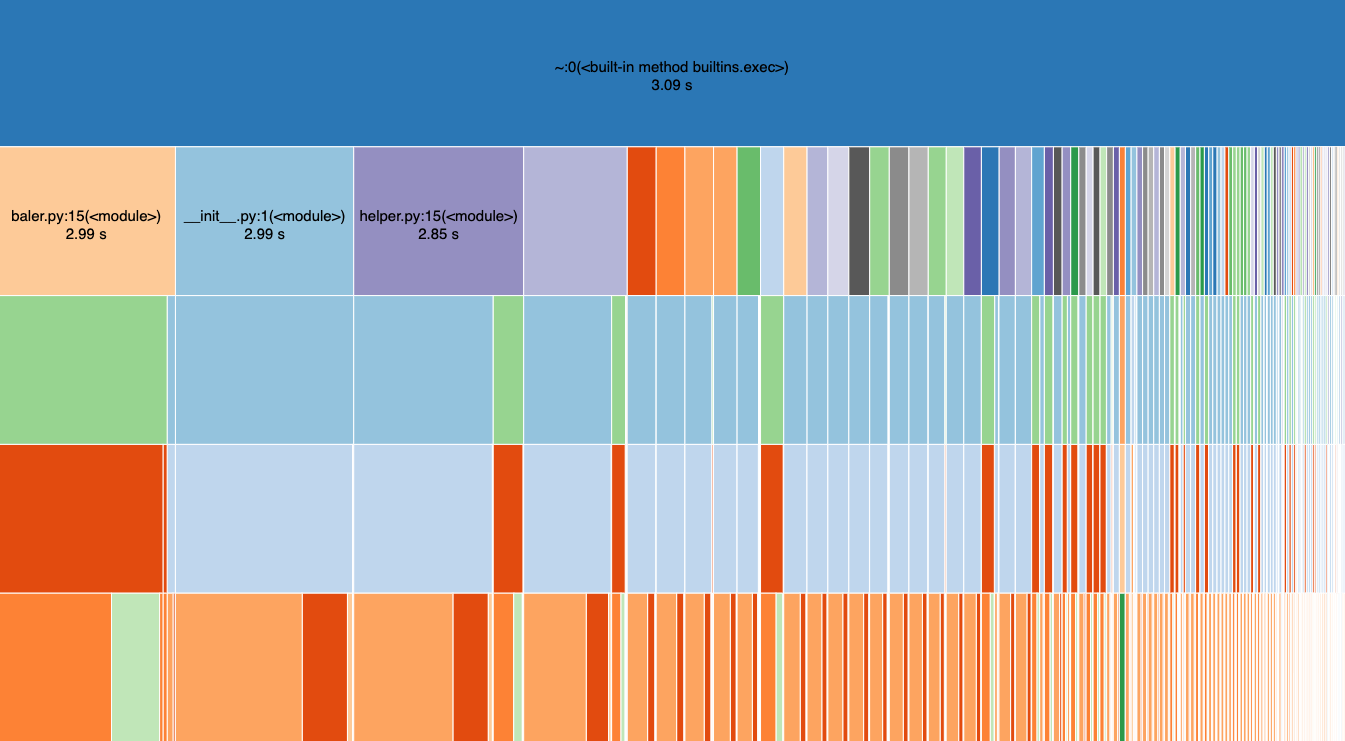 ~:0(<built-in method builtins.exec>)
3.09 s
baler.py:15(<module>)
2.99 s
__init__.py:1(<module>)
2.99 s
helper.py:15(<module>)
2.85 s